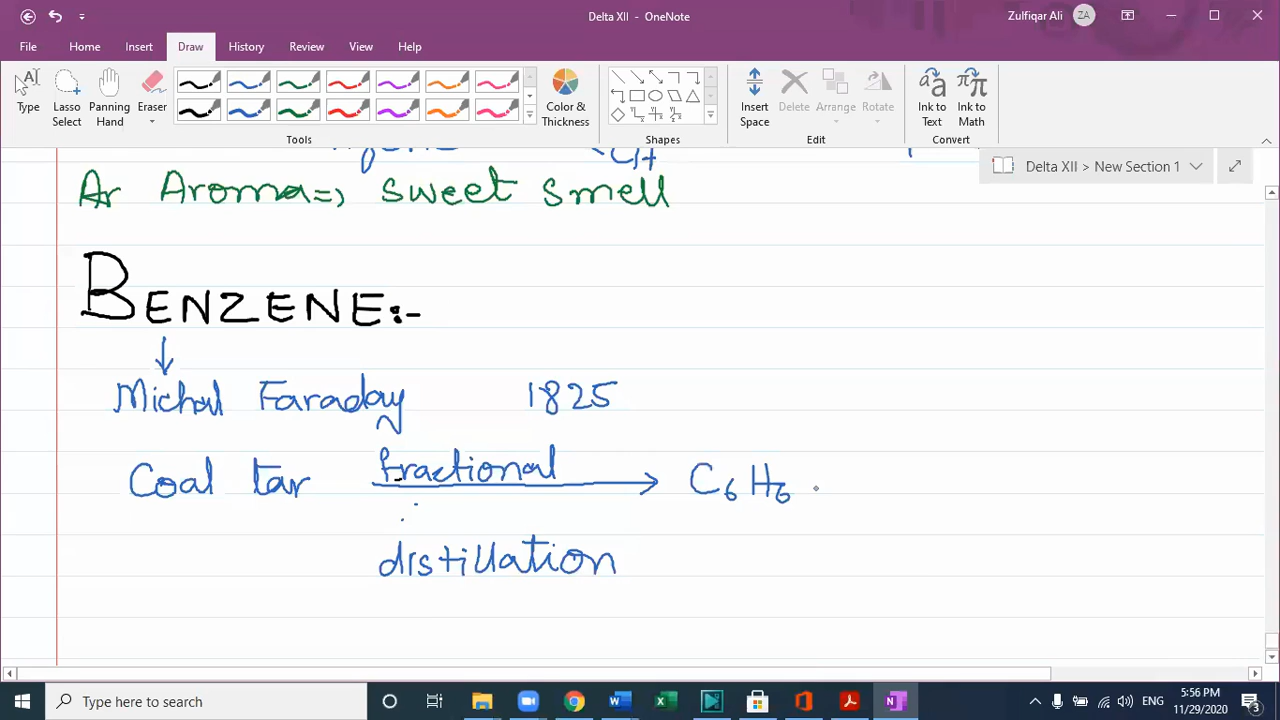 Delta XII - OneNote
Zulfiqar Ali ZA
File Home Insert Draw History Review View Help
Type Lasso Select Panning Hand Eraser Color & Thickness Insert Space Delete Arrange Rotate Ink to Text Ink to Math
Tools Shapes Edit Convert
Delta XII > New Section 1
Ar Aroma=> sweet smell
BENZENE:-
Michal Faraday 1825
Coal tar fractional C6H6
distillation
Type here to search
ENG 5:56 PM 11/29/2020 3